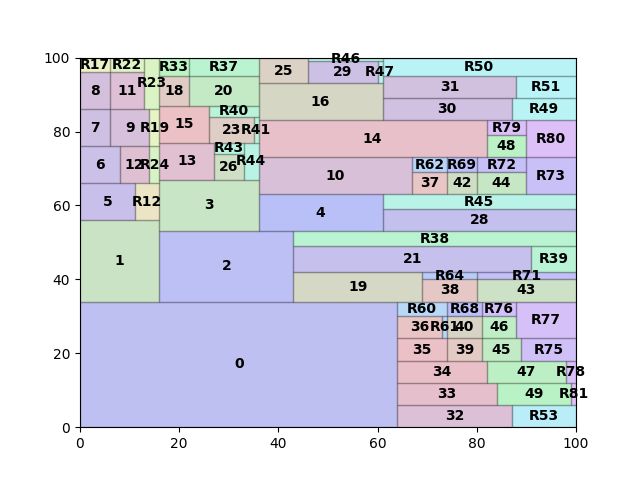 100
R46
R17 R22 R33 R37 25 29 R47 R50
8 11 R23 18 20 31 R51
16 30 R49
80
R40
7 9 R19 15 23 R41 14 R79 R80
48
R43
6 12 R24 13 26 R44 10 R62 R69 R72 R73
37 42 44
60
5 R12 3 4 R45
28
R38
1 2 21 R39
40
R64 R71
19 38 43
R60 R68 R76
36 R61 40 46 R77
20
0 35 39 45 R75
34 47 R78
33 49 R81
32 R53
0
0 20 40 60 80 100